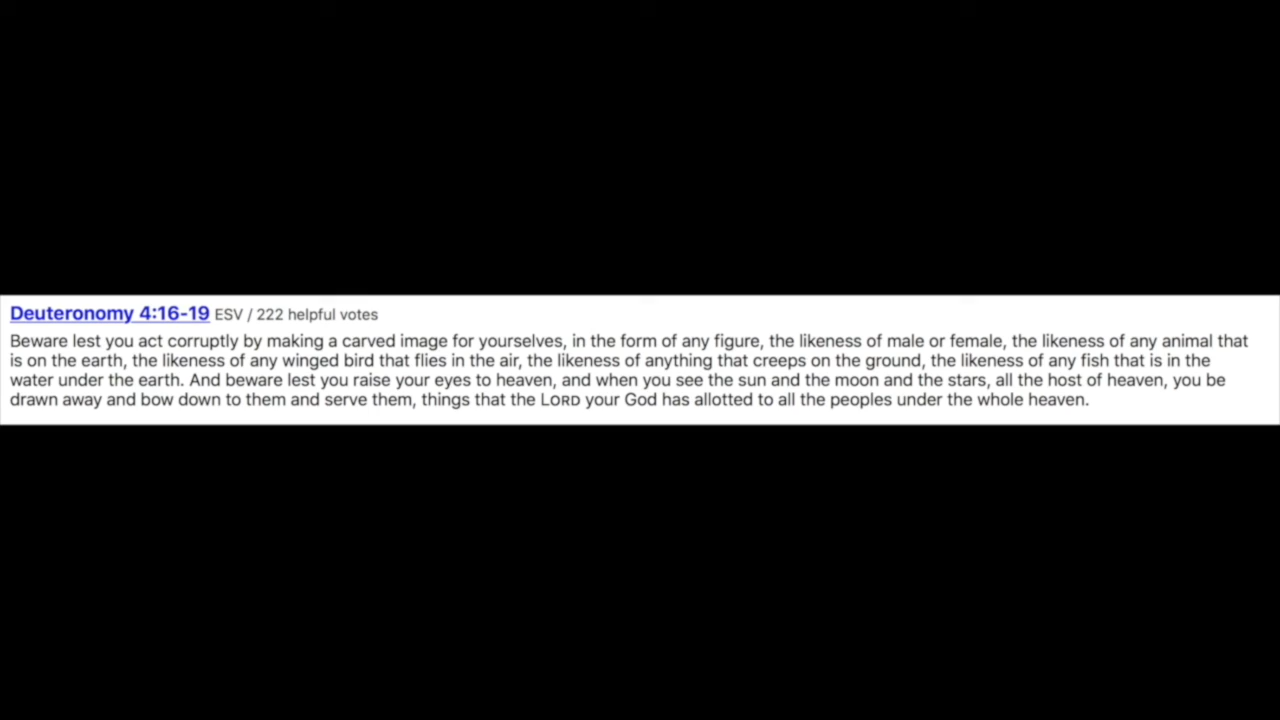 Deuteronomy 4:16-19 ESV / 222 helpful votes
Beware lest you act corruptly by making a carved image for yourselves, in the form of any figure, the likeness of male or female, the likeness of any animal that
is on the earth, the likeness of any winged bird that flies in the air, the likeness of anything that creeps on the ground, the likeness of any fish that is in the
water under the earth. And beware lest you raise your eyes to heaven, and when you see the sun and the moon and the stars, all the host of heaven, you be
drawn away and bow down to them and serve them, things that the LORD your God has allotted to all the peoples under the whole heaven.